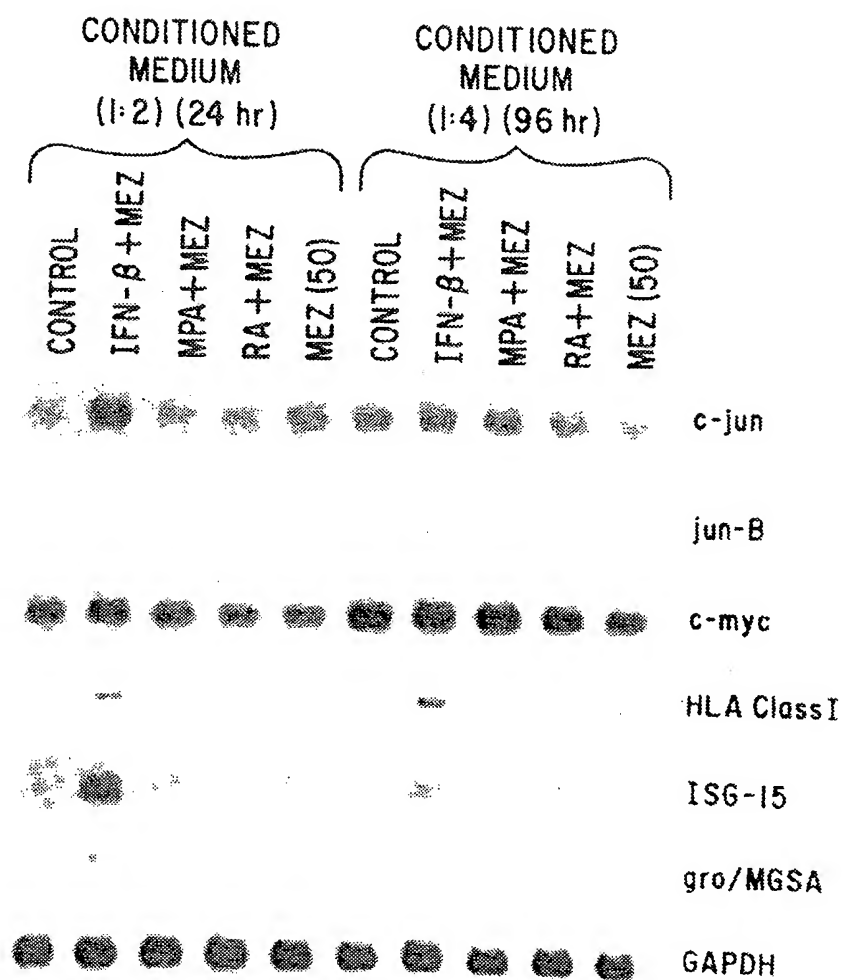 CONDITIONED
MEDIUM
(1:2) (24 hr)
CONDITIONED
MEDIUM
(1:4) (96 hr)
CONTROL
IFN-β+MEZ
MPA+MEZ
RA+MEZ
MEZ (50)
CONTROL
IFN-β+MEZ
MPA+MEZ
RA+MEZ
MEZ (50)
c-jun
jun-B
c-myc
HLA Class I
ISG-15
gro/MGSA
GAPDH